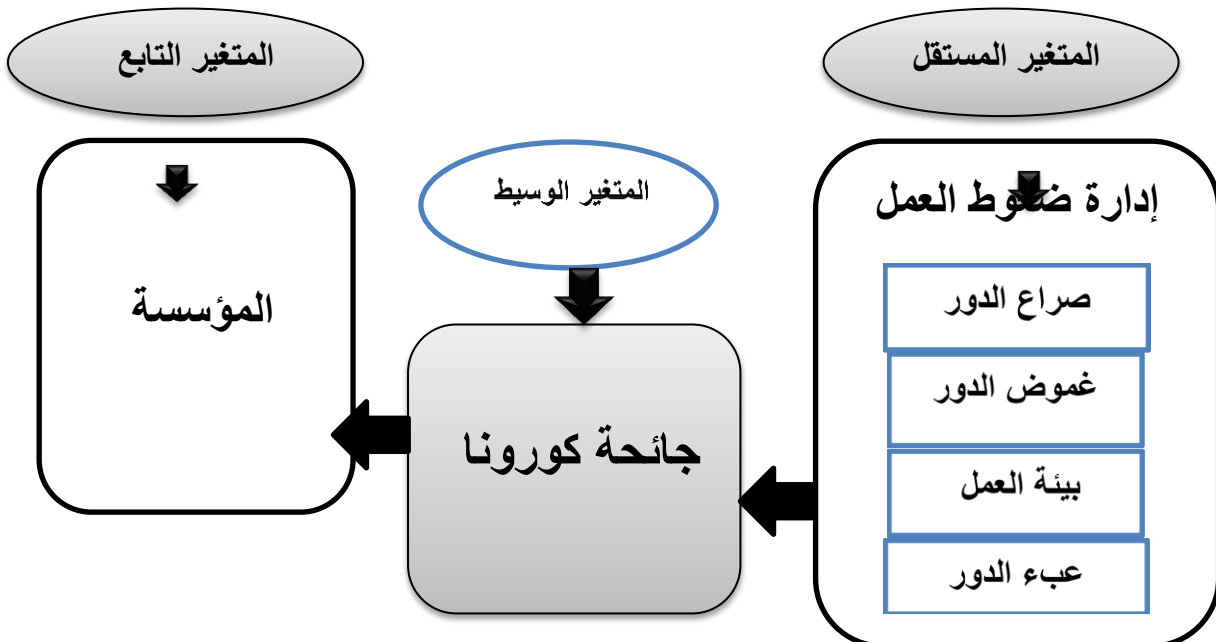 المتغير المستقل
المتغير التابع
المتغير الوسيط
إدارة ضغوط العمل
صراع الدور
غموض الدور
بيئة العمل
عبء الدور
جائحة كورونا
المؤسسة